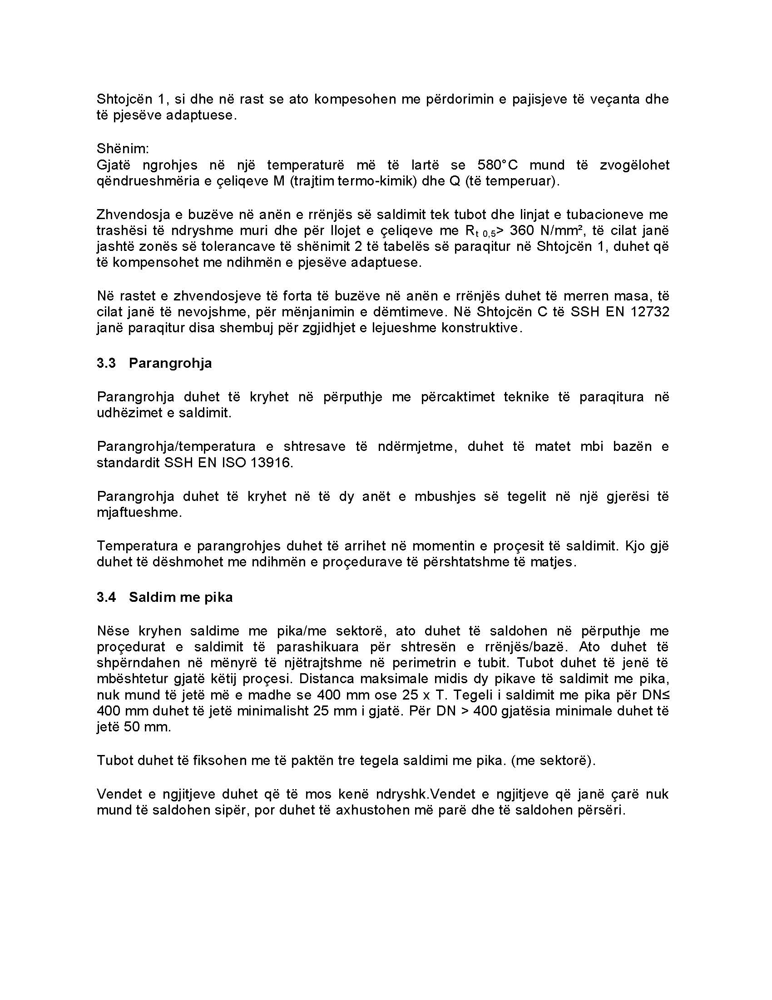 Shtojcën 1, si dhe në rast se ato kompesohen me përdorimin e pajisjeve të veçanta dhe
të pjesëve adaptuese.
Shënim:
Gjatë ngrohjes në një temperaturë më të lartë se 580°C mund të zvogëlohet
qëndrueshmëria e çeliqeve M (trajtim termo-kimik) dhe Q (të temperuar).
Zhvendosja e buzëve në anën e rrënjës së saldimit tek tubot dhe linjat e tubacioneve me
trashësi të ndryshme muri dhe për llojet e çeliqeve me Rt 0,5> 360 N/mm², të cilat janë
jashtë zonës së tolerancave të shënimit 2 të tabelës së paraqitur në Shtojcën 1, duhet që
të kompensohet me ndihmën e pjesëve adaptuese.
Në rastet e zhvendosjeve të forta të buzëve në anën e rrënjës duhet të merren masa, të
cilat janë të nevojshme, për mënjanimin e dëmtimeve. Në Shtojcën C të SSH EN 12732
janë paraqitur disa shembuj për zgjidhjet e lejueshme konstruktive.
3.3 Parangrohja
Parangrohja duhet të kryhet në përputhje me përcaktimet teknike të paraqitura në
udhëzimet e saldimit.
Parangrohja/temperatura e shtresave të ndërmjetme, duhet të matet mbi bazën e
standardit SSH EN ISO 13916.
Parangrohja duhet të kryhet në të dy anët e mbushjes së tegelit në një gjerësi të
mjaftueshme.
Temperatura e parangrohjes duhet të arrihet në momentin e proçesit të saldimit. Kjo gjë
duhet të dëshmohet me ndihmën e proçedurave të përshtatshme të matjes.
3.4 Saldim me pika
Nëse kryhen saldime me pika/me sektorë, ato duhet të saldohen në përputhje me
proçedurat e saldimit të parashikuara për shtresën e rrënjës/bazë. Ato duhet të
shpërndahen në mënyrë të njëtrajtshme në perimetrin e tubit. Tubot duhet të jenë të
mbështetur gjatë këtij proçesi. Distanca maksimale midis dy pikave të saldimit me pika,
nuk mund të jetë më e madhe se 400 mm ose 25 x T. Tegeli i saldimit me pika për DN≤
400 mm duhet të jetë minimalisht 25 mm i gjatë. Për DN > 400 gjatësia minimale duhet të
jetë 50 mm.
Tubot duhet të fiksohen me të paktën tre tegela saldimi me pika. (me sektorë).
Vendet e ngjitjeve duhet që të mos kenë ndryshk.Vendet e ngjitjeve që janë çarë nuk
mund të saldohen sipër, por duhet të axhustohen më parë dhe të saldohen përsëri.